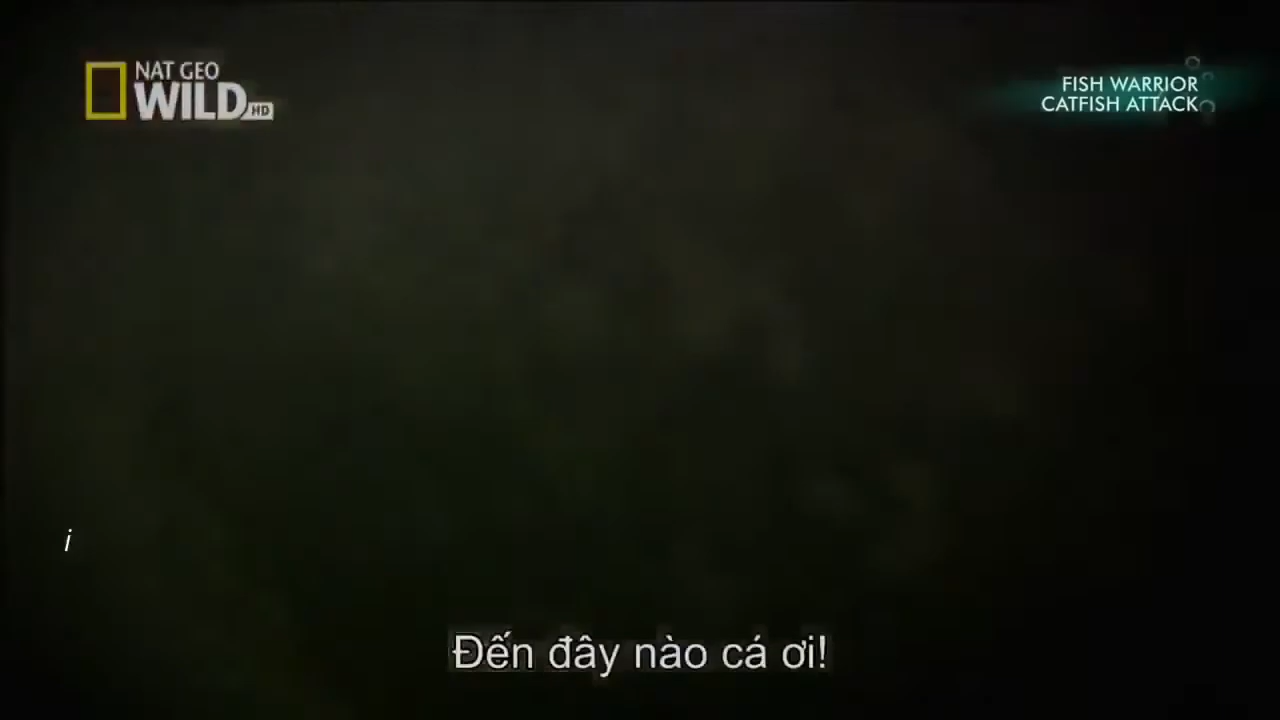 NAT GEO
WILD HD
FISH WARRIOR
CATFISH ATTACK
i
Đến đây nào cá ơi!